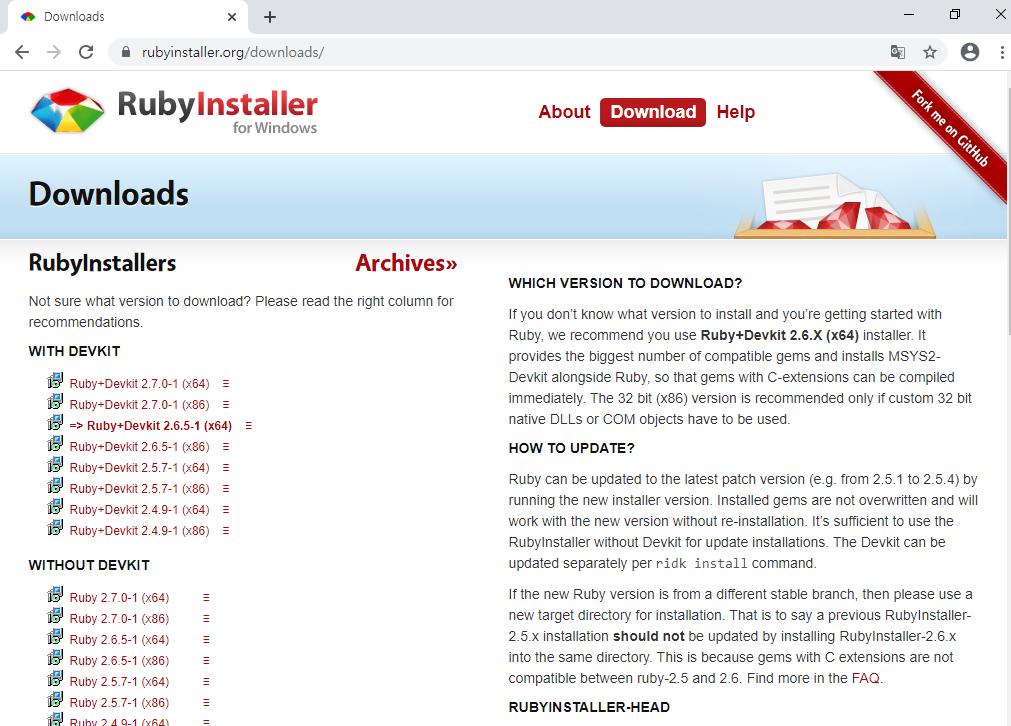 Downloads
rubyinstaller.org/downloads/
RubyInstaller
for Windows
About Download Help
Fork me on GitHub
Downloads
RubyInstallers
Archives»
Not sure what version to download? Please read the right column for
recommendations.
WITH DEVKIT
Ruby+Devkit 2.7.0-1 (x64)
Ruby+Devkit 2.7.0-1 (x86)
=> Ruby+Devkit 2.6.5-1 (x64)
Ruby+Devkit 2.6.5-1 (x86)
Ruby+Devkit 2.5.7-1 (x64)
Ruby+Devkit 2.5.7-1 (x86)
Ruby+Devkit 2.4.9-1 (x64)
Ruby+Devkit 2.4.9-1 (x86)
WITHOUT DEVKIT
Ruby 2.7.0-1 (x64)
Ruby 2.7.0-1 (x86)
Ruby 2.6.5-1 (x64)
Ruby 2.6.5-1 (x86)
Ruby 2.5.7-1 (x64)
Ruby 2.5.7-1 (x86)
Ruby 2.4.9-1 (x64)
WHICH VERSION TO DOWNLOAD?
If you don’t know what version to install and you’re getting started with
Ruby, we recommend you use Ruby+Devkit 2.6.X (x64) installer. It
provides the biggest number of compatible gems and installs MSYS2-
Devkit alongside Ruby, so that gems with C-extensions can be compiled
immediately. The 32 bit (x86) version is recommended only if custom 32 bit
native DLLs or COM objects have to be used.
HOW TO UPDATE?
Ruby can be updated to the latest patch version (e.g. from 2.5.1 to 2.5.4) by
running the new installer version. Installed gems are not overwritten and will
work with the new version without re-installation. It’s sufficient to use the
RubyInstaller without Devkit for update installations. The Devkit can be
updated separately per ridk install command.
If the new Ruby version is from a different stable branch, then please use a
new target directory for installation. That is to say a previous RubyInstaller-
2.5.x installation should not be updated by installing RubyInstaller-2.6.x
into the same directory. This is because gems with C extensions are not
compatible between ruby-2.5 and 2.6. Find more in the FAQ.
RUBYINSTALLER-HEAD